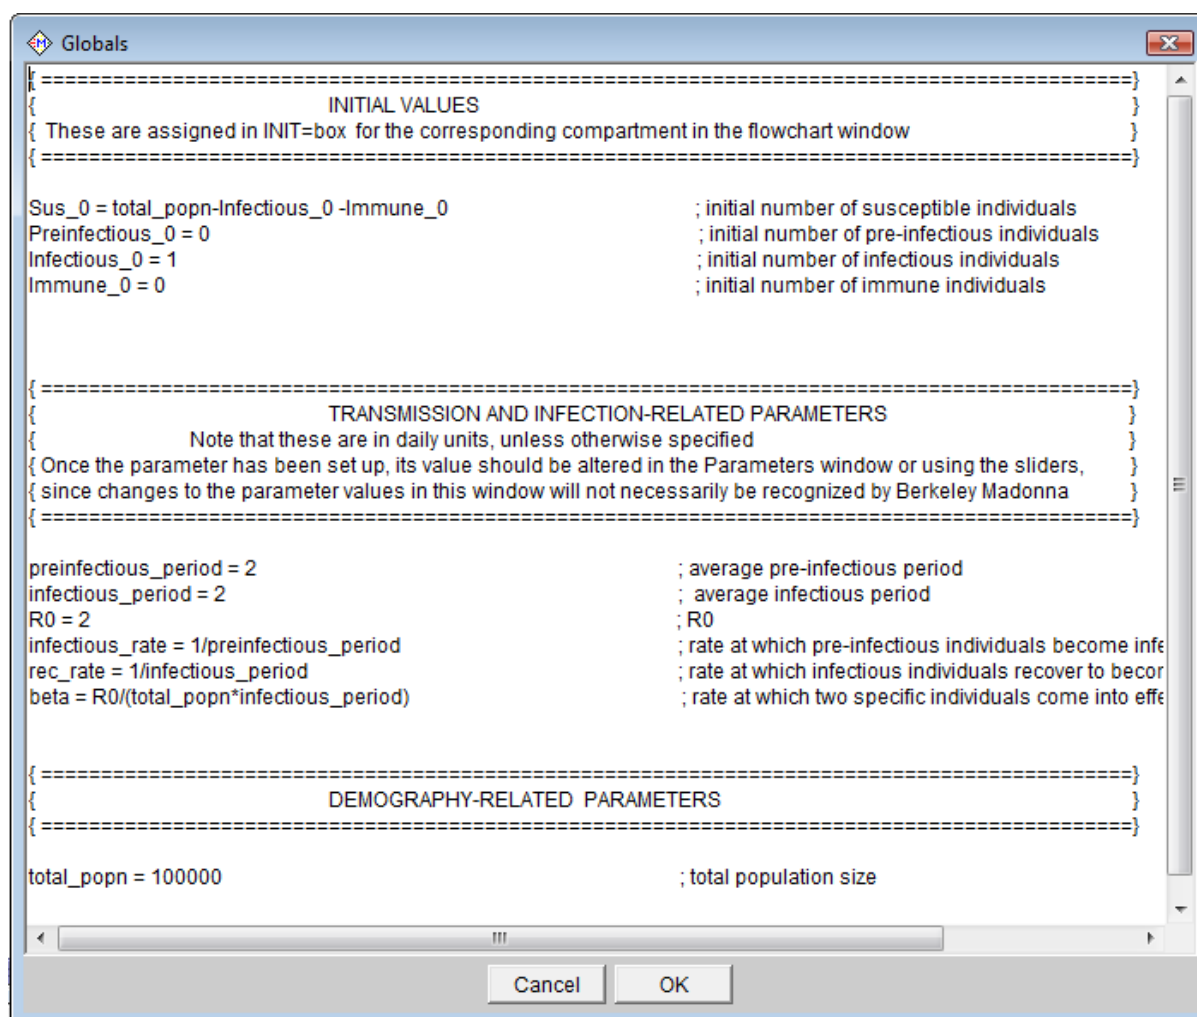 Globals
{ ===========================================================================================}
{ INITIAL VALUES }
{ These are assigned in INIT=box for the corresponding compartment in the flowchart window }
{ ===========================================================================================}
Sus_0 = total_popn-Infectious_0 -Immune_0 ; initial number of susceptible individuals
Preinfectious_0 = 0 ; initial number of pre-infectious individuals
Infectious_0 = 1 ; initial number of infectious individuals
Immune_0 = 0 ; initial number of immune individuals
{ ===========================================================================================}
{ TRANSMISSION AND INFECTION-RELATED PARAMETERS }
{ Note that these are in daily units, unless otherwise specified }
{ Once the parameter has been set up, its value should be altered in the Parameters window or using the sliders, }
{ since changes to the parameter values in this window will not necessarily be recognized by Berkeley Madonna }
{ ===========================================================================================}
preinfectious_period = 2 ; average pre-infectious period
infectious_period = 2 ; average infectious period
R0 = 2 ; R0
infectious_rate = 1/preinfectious_period ; rate at which pre-infectious individuals become infe
rec_rate = 1/infectious_period ; rate at which infectious individuals recover to becor
beta = R0/(total_popn*infectious_period) ; rate at which two specific individuals come into effe
{ ===========================================================================================}
{ DEMOGRAPHY-RELATED PARAMETERS }
{ ===========================================================================================}
total_popn = 100000 ; total population size
Cancel OK